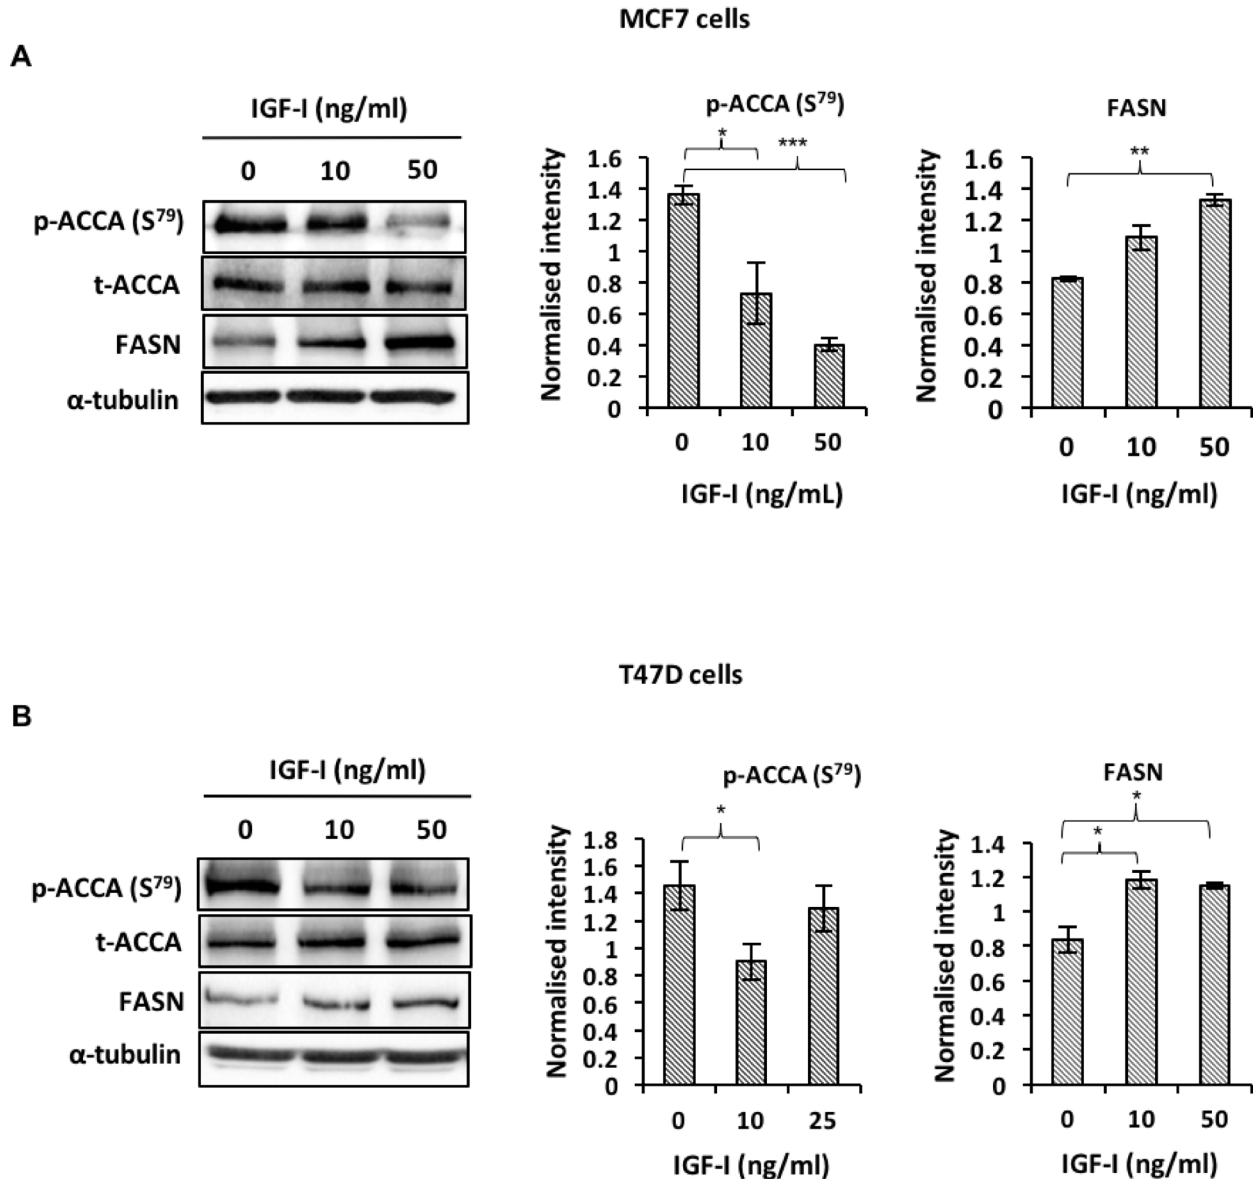 MCF7 cells
A
IGF-I (ng/ml)
0 10 50
p-ACCA (S⁷⁹)
t-ACCA
FASN
α-tubulin
p-ACCA (S⁷⁹)
* ***
Normalised intensity
1.6
1.4
1.2
1
0.8
0.6
0.4
0.2
0
0 10 50
IGF-I (ng/mL)
FASN
**
Normalised intensity
1.6
1.4
1.2
1
0.8
0.6
0.4
0.2
0
0 10 50
IGF-I (ng/ml)
T47D cells
B
IGF-I (ng/ml)
0 10 50
p-ACCA (S⁷⁹)
t-ACCA
FASN
α-tubulin
p-ACCA (S⁷⁹)
*
Normalised intensity
1.8
1.6
1.4
1.2
1
0.8
0.6
0.4
0.2
0
0 10 25
IGF-I (ng/ml)
FASN
*
*
Normalised intensity
1.4
1.2
1
0.8
0.6
0.4
0.2
0
0 10 50
IGF-I (ng/ml)